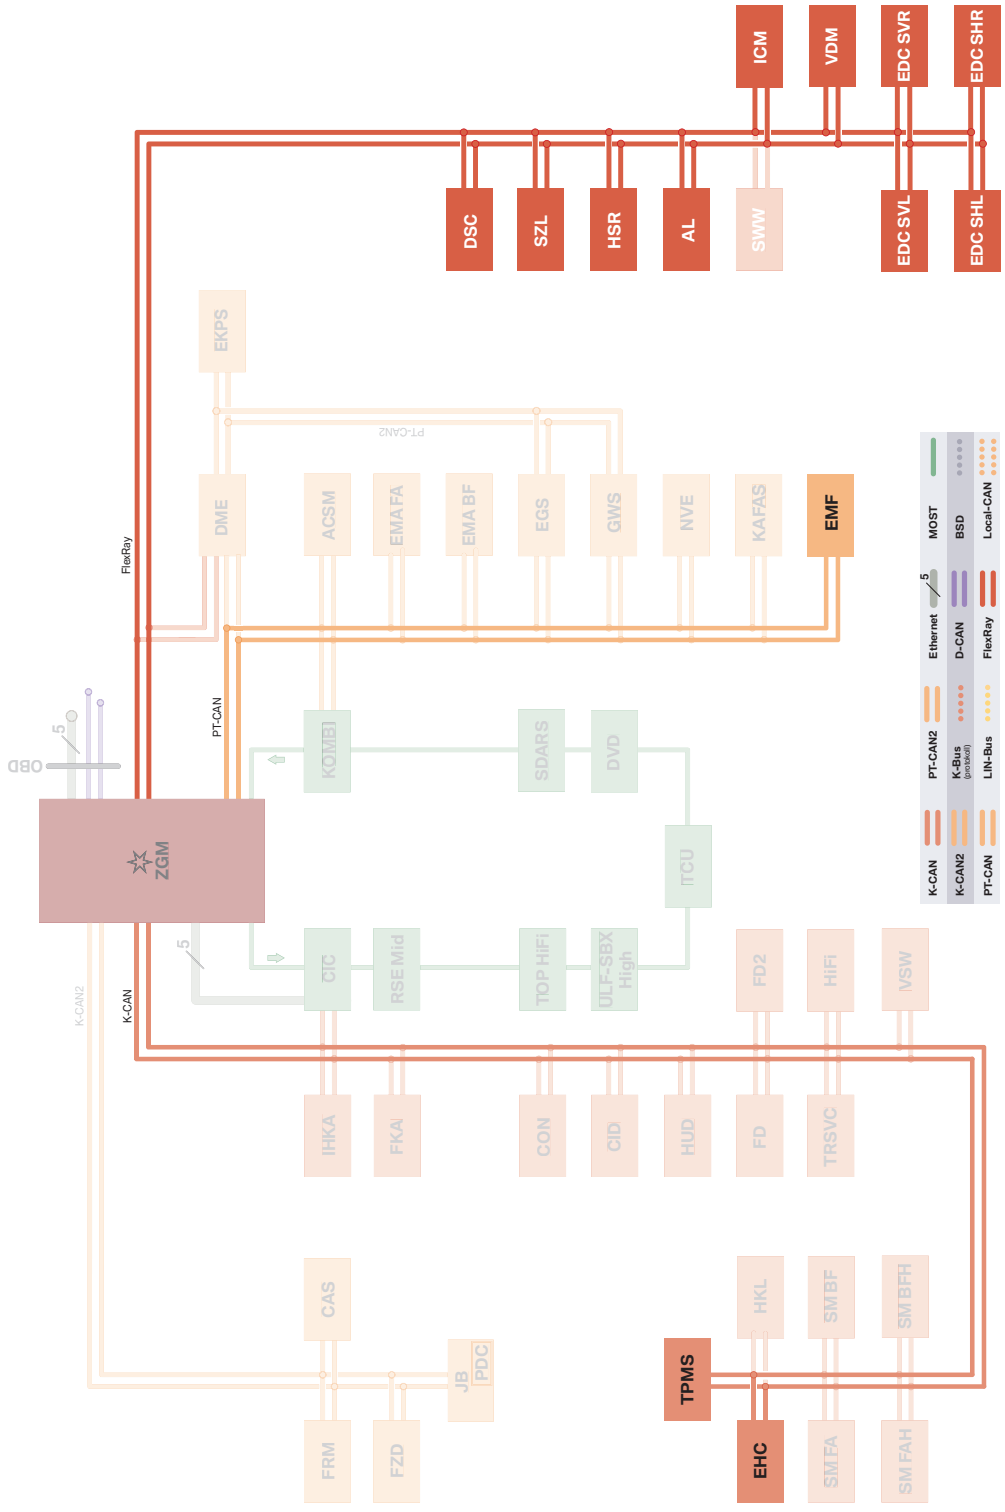 ICM
VDM
EDC SVR
EDC SHR
DSC
SZL
HSR
AL
SWW
EDC SVL
EDC SHL
EKPS
PT-CAN2
FlexRay
DME
ACSM
EMA FA
EMA BF
EGS
GWS
NVE
KAFAS
EMF
PT-CAN
OBD
5
ZGM
KOMBI
SDARS
DVD
TCU
5
CIC
RSE Mid
TOP HiFi
ULF-SBX
High
FD2
HiFi
VSW
K-CAN2
K-CAN
IHKA
FKA
CON
CID
HUD
FD
TRSVC
CAS
HKL
SM BF
SM BFH
JB
PDC
TPMS
FRM
FZD
EHC
SM FA
SM FAH
K-CAN
PT-CAN2
Ethernet
5
MOST
K-CAN2
K-Bus
(protokoll)
D-CAN
BSD
PT-CAN
LIN-Bus
FlexRay
Local-CAN